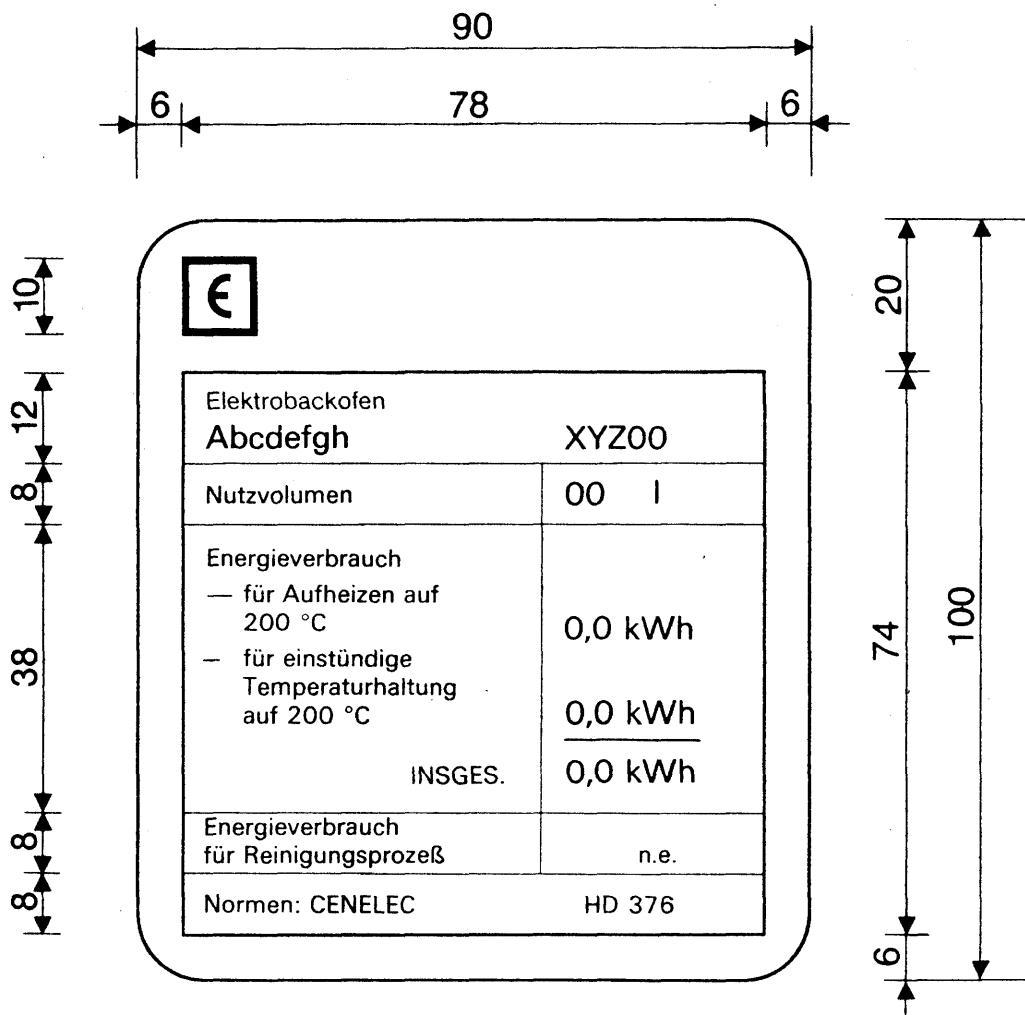 90
6 78 6
10
20
Є
12
Elektrobackofen
Abcdefgh XYZ00
8
Nutzvolumen 00 l
38
Energieverbrauch
— für Aufheizen auf
200 °C 0,0 kWh
— für einstündige
Temperaturhaltung
auf 200 °C 0,0 kWh
INSGES. 0,0 kWh
74
100
8
Energieverbrauch
für Reinigungsprozeß n.e.
8
Normen: CENELEC HD 376
6